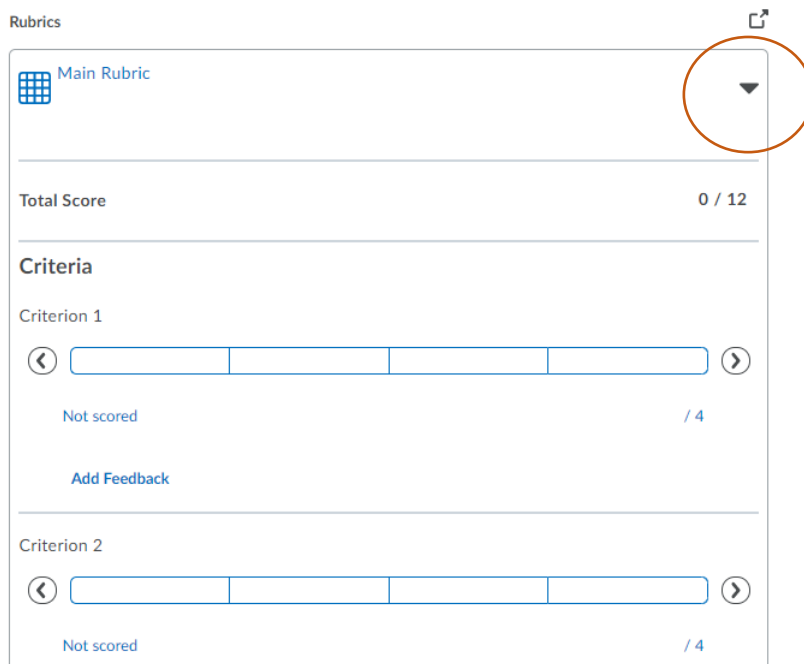 Rubrics
Main Rubric
Total Score 0 / 12
Criteria
Criterion 1
Not scored / 4
Add Feedback
Criterion 2
Not scored / 4